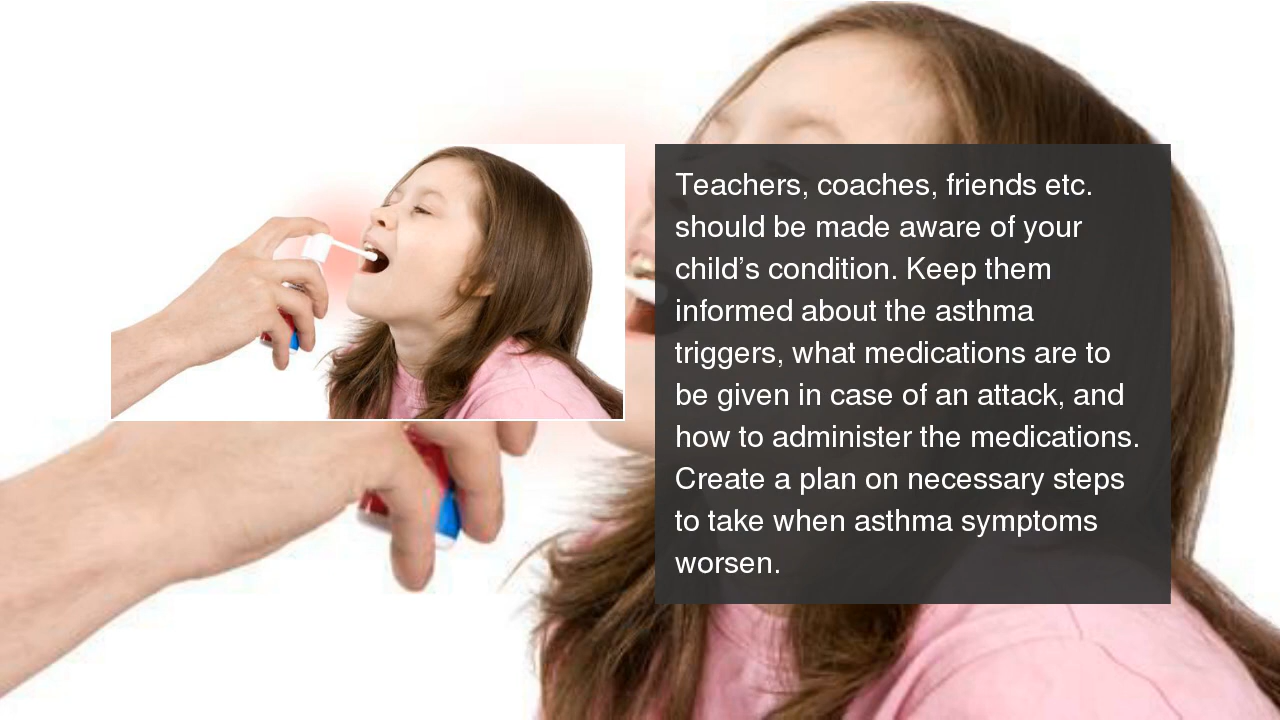 Teachers, coaches, friends etc.
should be made aware of your
child’s condition. Keep them
informed about the asthma
triggers, what medications are to
be given in case of an attack, and
how to administer the medications.
Create a plan on necessary steps
to take when asthma symptoms
worsen.